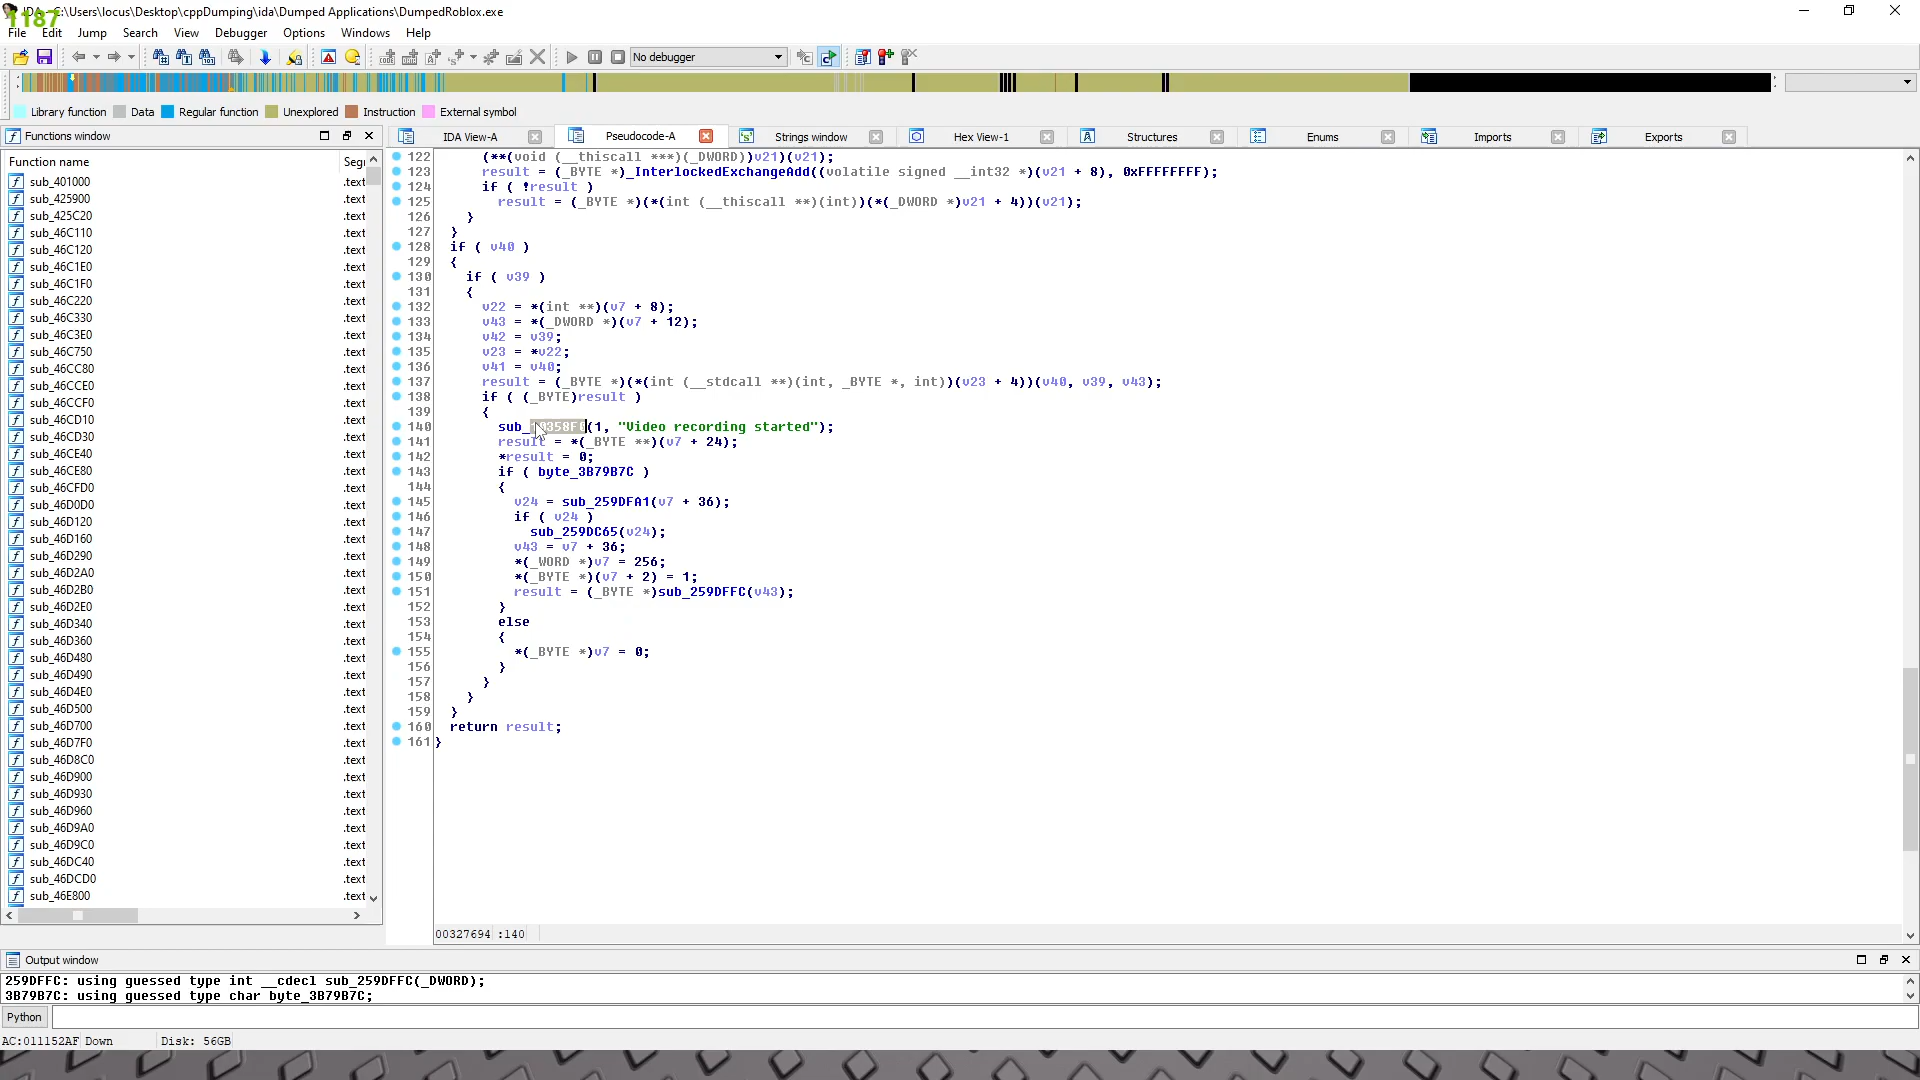 1187
IDA - C:\Users\locus\Desktop\cppDumping\ida\Dumped Applications\DumpedRoblox.exe
File Edit Jump Search View Debugger Options Windows Help
No debugger
Library function Data Regular function Unexplored Instruction External symbol
Functions window
IDA View-A Pseudocode-A Strings window Hex View-1 Structures Enums Imports Exports
Function name Segr
sub_401000 .text
sub_425900 .text
sub_425C20 .text
sub_46C110 .text
sub_46C120 .text
sub_46C1E0 .text
sub_46C1F0 .text
sub_46C220 .text
sub_46C330 .text
sub_46C3E0 .text
sub_46C750 .text
sub_46CC80 .text
sub_46CCE0 .text
sub_46CCF0 .text
sub_46CD10 .text
sub_46CD30 .text
sub_46CE40 .text
sub_46CE80 .text
sub_46CFD0 .text
sub_46D0D0 .text
sub_46D120 .text
sub_46D160 .text
sub_46D290 .text
sub_46D2A0 .text
sub_46D2B0 .text
sub_46D2E0 .text
sub_46D340 .text
sub_46D360 .text
sub_46D480 .text
sub_46D490 .text
sub_46D4E0 .text
sub_46D500 .text
sub_46D700 .text
sub_46D7F0 .text
sub_46D8C0 .text
sub_46D900 .text
sub_46D930 .text
sub_46D960 .text
sub_46D9A0 .text
sub_46D9C0 .text
sub_46DC40 .text
sub_46DCD0 .text
sub_46E800 .text
122 (**(void (__thiscall ***)(_DWORD))v21)(v21);
123 result = (_BYTE *)_InterlockedExchangeAdd((volatile signed __int32 *)(v21 + 8), 0xFFFFFFFF);
124 if ( !result )
125 result = (_BYTE *)(*(int (__thiscall **)(int))(*(_DWORD *)v21 + 4))(v21);
126 }
127 }
128 if ( v40 )
129 {
130 if ( v39 )
131 {
132 v22 = *(int **)(v7 + 8);
133 v43 = *(_DWORD *)(v7 + 12);
134 v42 = v39;
135 v23 = *v22;
136 v41 = v40;
137 result = (_BYTE *)(*(int (__stdcall **)(int, _BYTE *, int))(v23 + 4))(v40, v39, v43);
138 if ( (_BYTE)result )
139 {
140 (1, "Video recording started");
141 result = *(_BYTE **)(v7 + 24);
142 *result = 0;
143 if ( byte_3B79B7C )
144 {
145 v24 = sub_259DFA1(v7 + 36);
146 if ( v24 )
147 sub_259DC65(v24);
148 v43 = v7 + 36;
149 *(_WORD *)v7 = 256;
150 *(_BYTE *)(v7 + 2) = 1;
151 result = (_BYTE *)sub_259DFFC(v43);
152 }
153 else
154 {
155 *(_BYTE *)v7 = 0;
156 }
157 }
158 }
159 }
160 return result;
161 }
00327694 :140
Output window
259DFFC: using guessed type int __cdecl sub_259DFFC(_DWORD);
3B79B7C: using guessed type char byte_3B79B7C;
Python
AC:011152AF Down Disk: 56GB